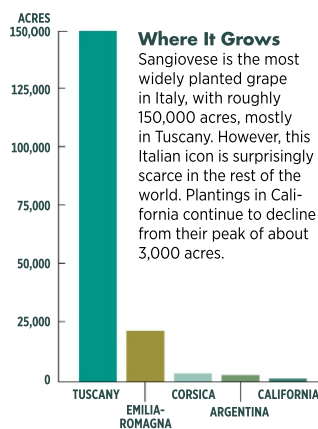 ACRES
150,000
125,000
100,000
75,000
50,000
25,000
0
Where It Grows
Sangiovese is the most
widely planted grape
in Italy, with roughly
150,000 acres, mostly
in Tuscany. However, this
Italian icon is surprisingly
scarce in the rest of the
world. Plantings in Cali-
fornia continue to decline
from their peak of about
3,000 acres.
TUSCANY
EMILIA-
ROMAGNA
CORSICA
ARGENTINA
CALIFORNIA